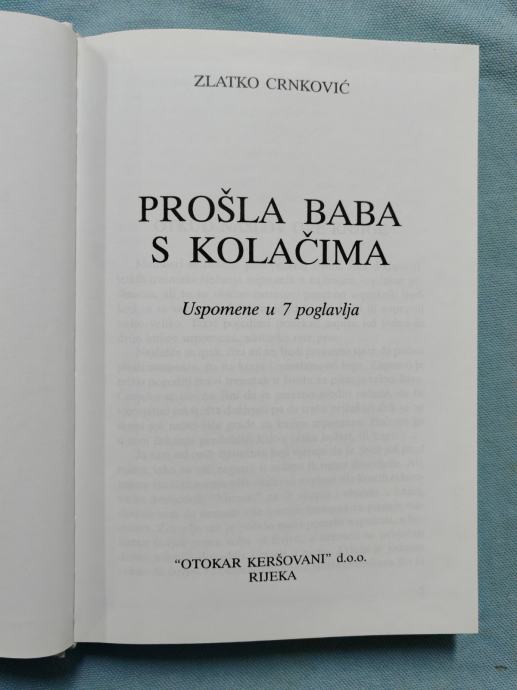 ZLATKO CRNKOVIĆ
PROŠLA BABA
S KOLAČIMA
Uspomene u 7 poglavlja
"OTOKAR KERŠOVANI" d.o.o.
RIJEKA